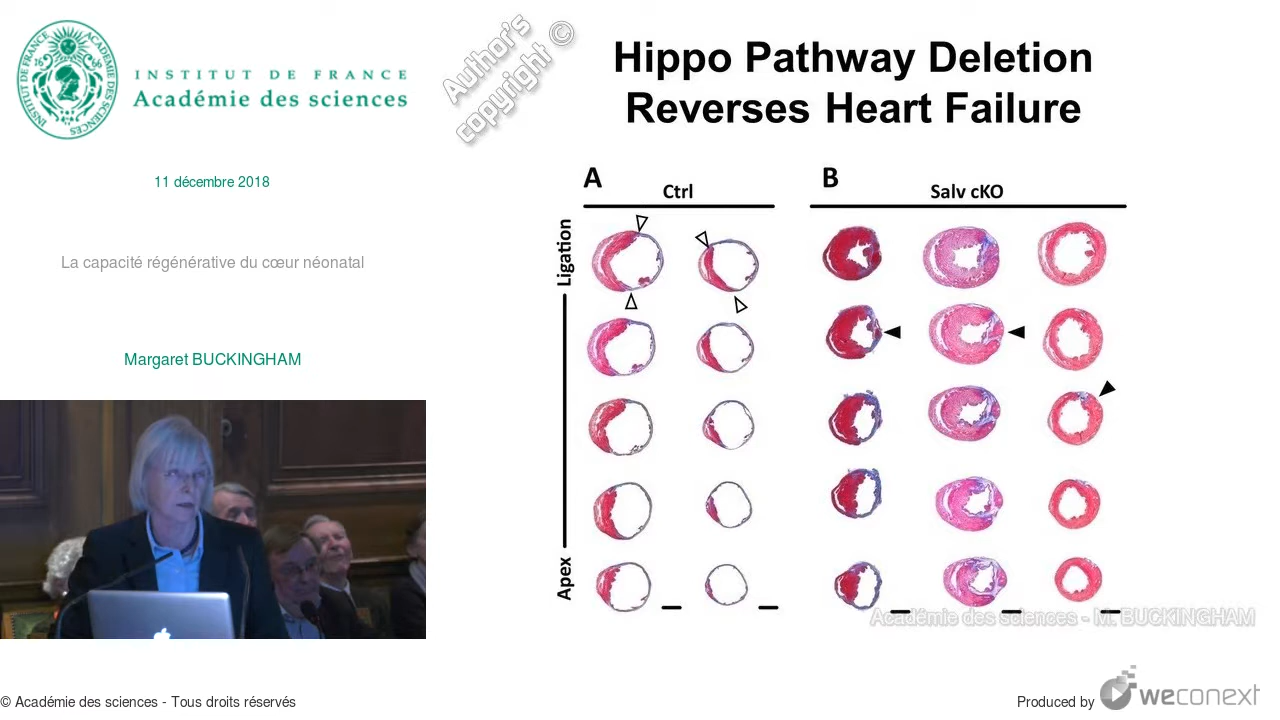 INSTITUT DE FRANCE
Académie des sciences
11 décembre 2018
La capacité régénérative du cœur néonatal
Margaret BUCKINGHAM
Author's
copyright ©
Hippo Pathway Deletion
Reverses Heart Failure
A
Ctrl
B
Salv cKO
Ligation
Apex
Académie des sciences - M. BUCKINGHAM
© Académie des sciences - Tous droits réservés
Produced by
weconext